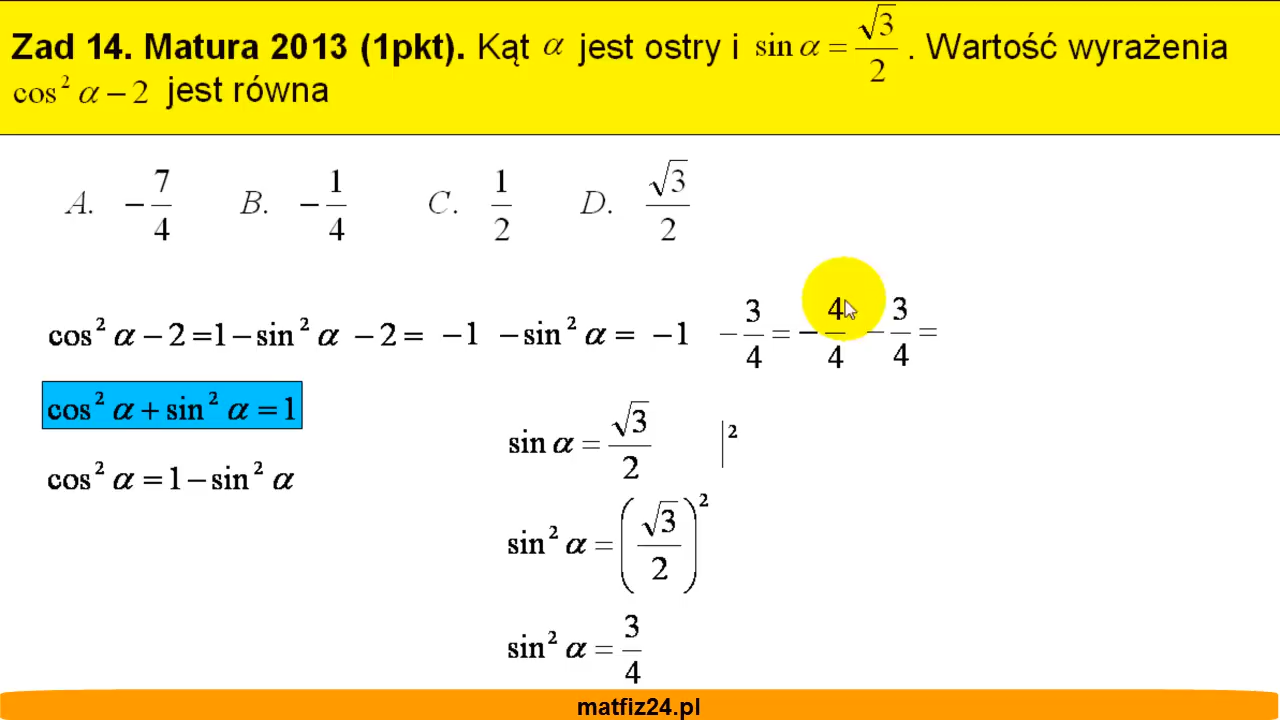 Zad 14. Matura 2013 (1pkt). Kąt α jest ostry i sin α = √3/2 . Wartość wyrażenia
cos² α − 2 jest równa
A. −7/4 B. −1/4 C. 1/2 D. √3/2
cos² α − 2 = 1 − sin² α − 2 = −1 − sin² α = −1 − 3/4 = − 4/4 − 3/4 =
cos² α + sin² α = 1
sin α = √3/2 |²
cos² α = 1 − sin² α
sin² α = (√3/2)²
sin² α = 3/4
matfiz24.pl